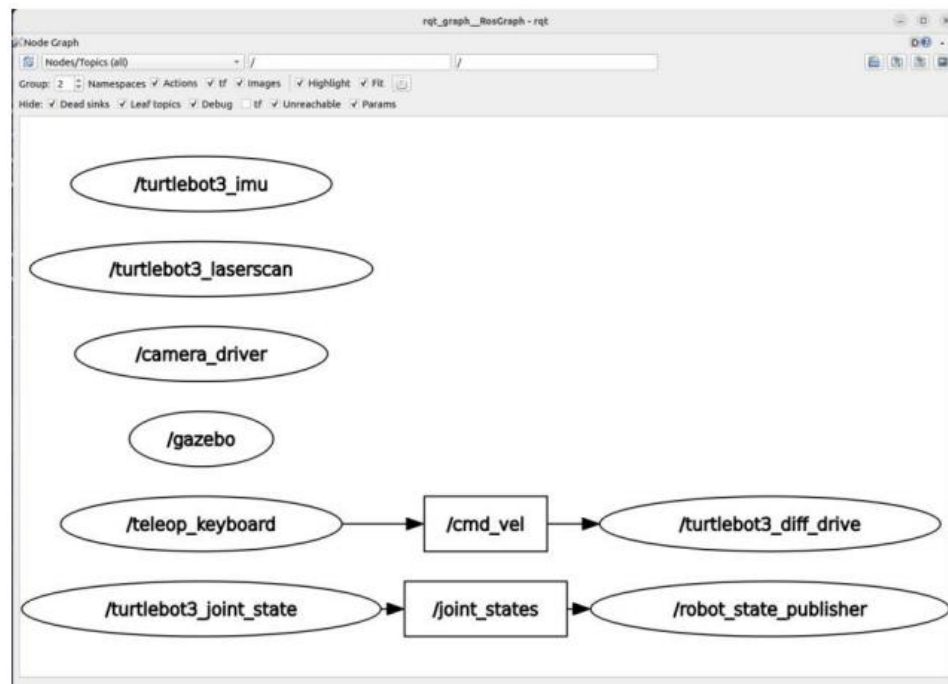 rqt_graph__RosGraph - rqt
Node Graph
Nodes/Topics (all) / /
Group: 2 Namespaces Actions tf Images Highlight Fit
Hide: Dead sinks Leaf topics Debug tf Unreachable Params
/turtlebot3_imu
/turtlebot3_laserscan
/camera_driver
/gazebo
/teleop_keyboard /cmd_vel /turtlebot3_diff_drive
/turtlebot3_joint_state /joint_states /robot_state_publisher